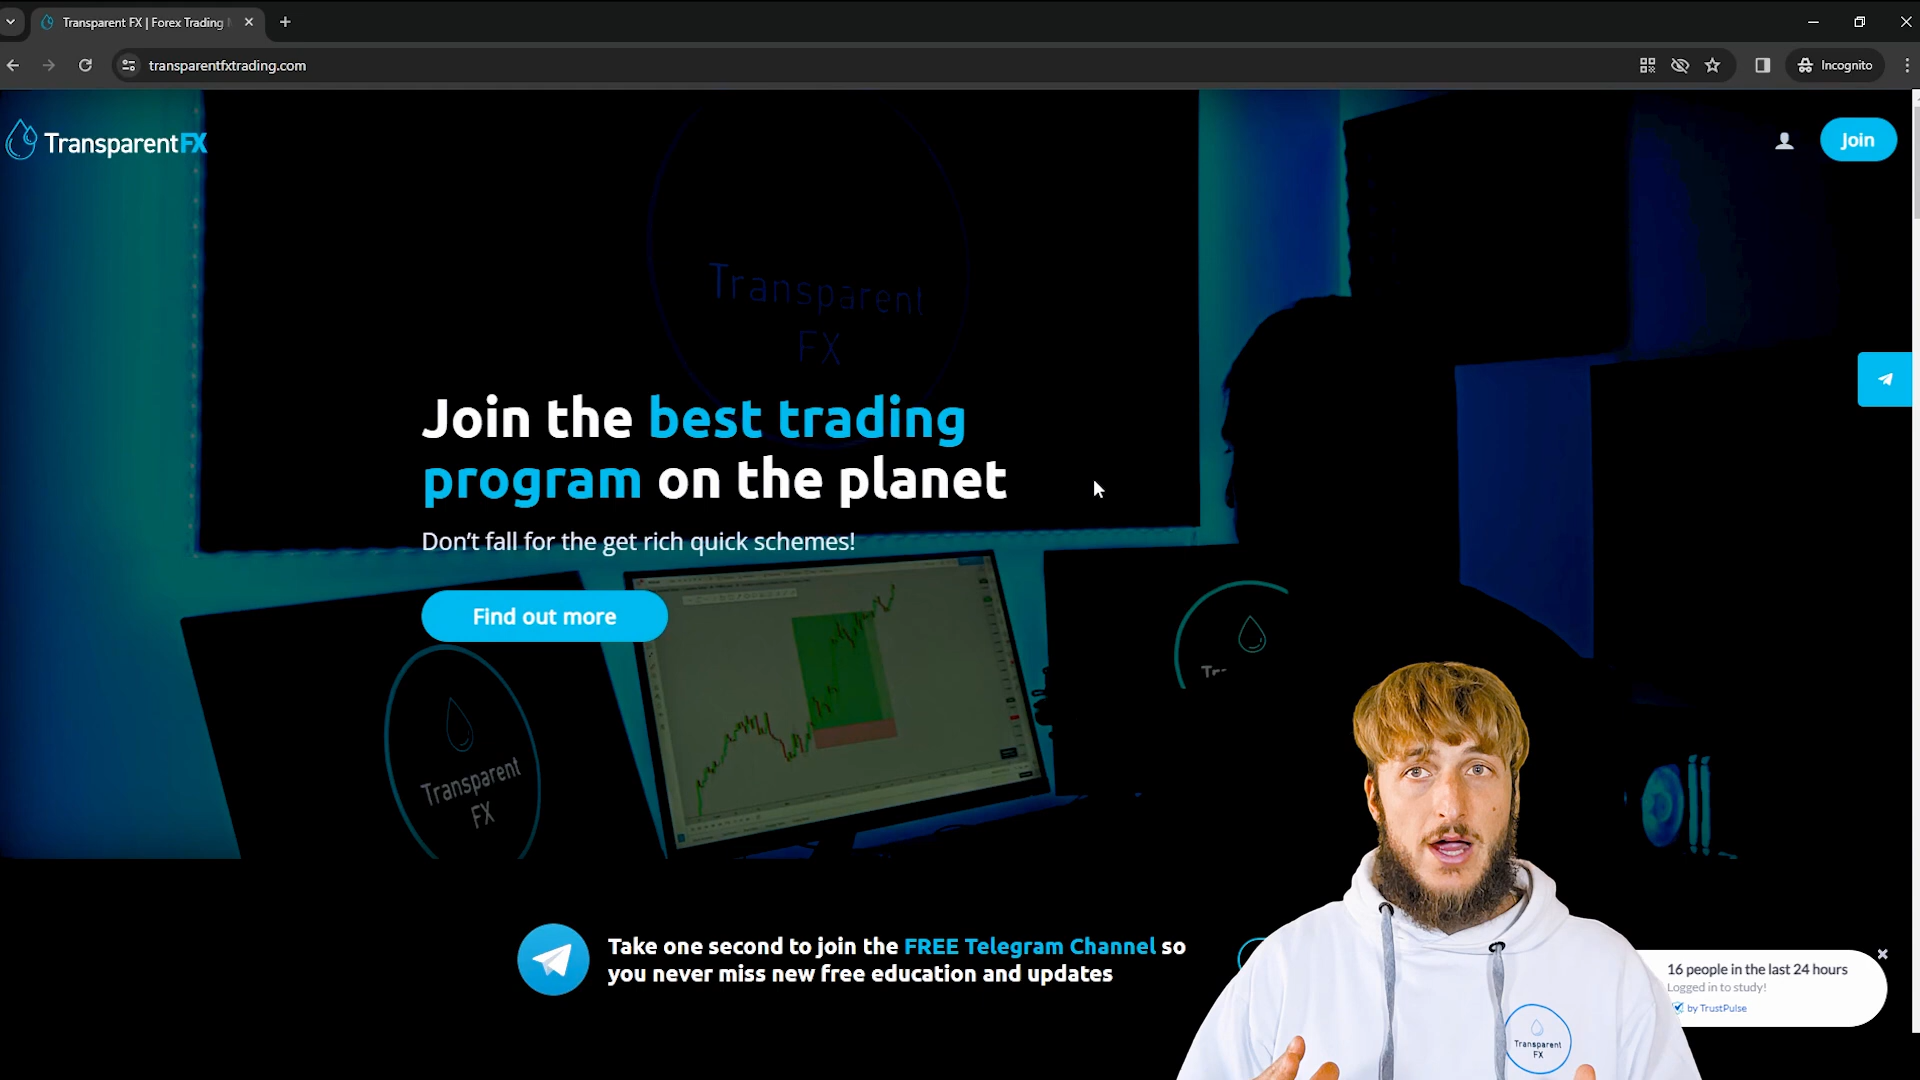 Transparent FX | Forex Trading
transparentfxtrading.com
Incognito
TransparentFX
Join
Transparent
FX
Join the best trading
program on the planet
Don't fall for the get rich quick schemes!
Find out more
Transparent
FX
Take one second to join the FREE Telegram Channel so
you never miss new free education and updates
16 people in the last 24 hours
Logged in to study!
by TrustPulse
Transparent
FX